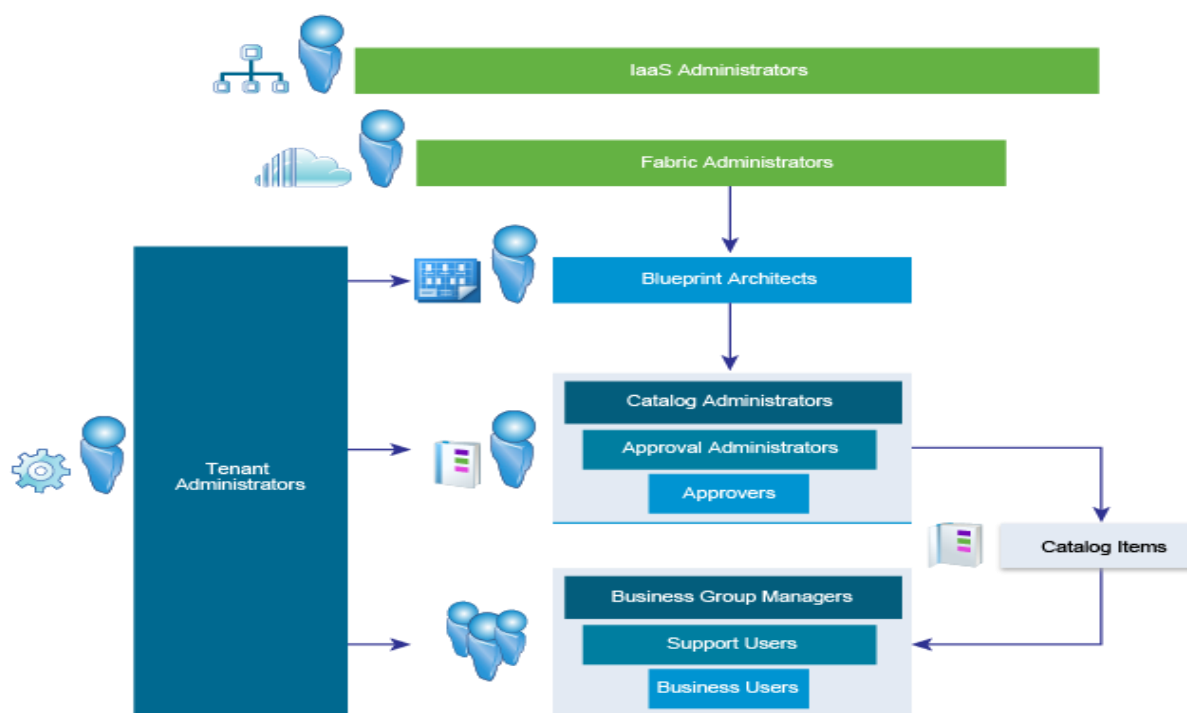 IaaS Administrators
Fabric Administrators
Blueprint Architects
Catalog Administrators
Approval Administrators
Approvers
Tenant
Administrators
Catalog Items
Business Group Managers
Support Users
Business Users